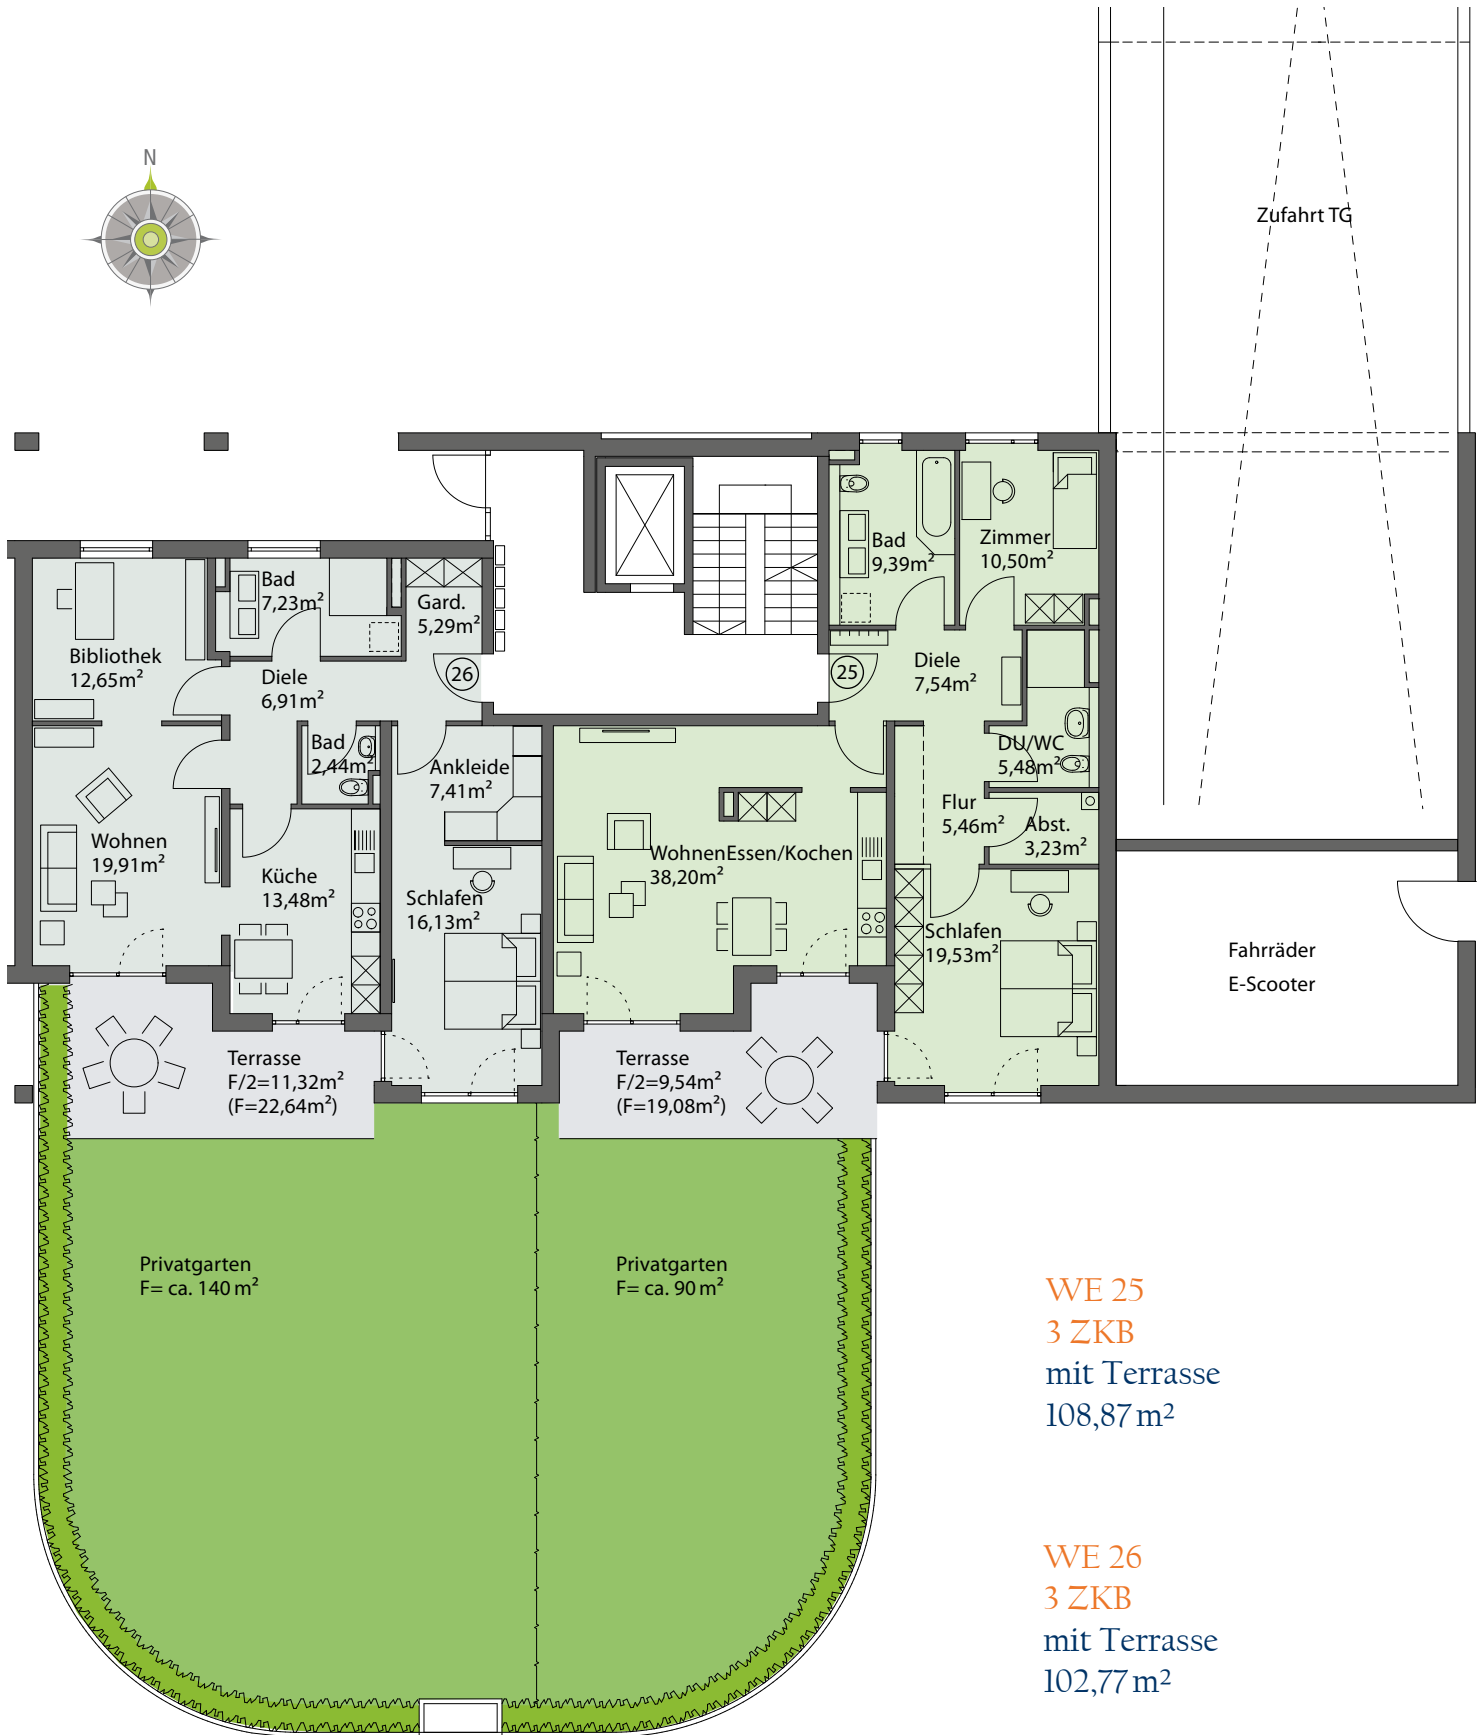 N
Zufahrt TG
Bad
9,39m²
Zimmer
10,50m²
Bad
7,23m²
Gard.
5,29m²
Bibliothek
12,65m²
Diele
6,91m²
26
25
Diele
7,54m²
Bad
2,44m²
Ankleide
7,41m²
DU/WC
5,48m²
Wohnen
19,91m²
Küche
13,48m²
Schlafen
16,13m²
WohnenEssen/Kochen
38,20m²
Flur
5,46m²
Abst.
3,23m²
Schlafen
19,53m²
Fahrräder
E-Scooter
Terrasse
F/2=11,32m²
(F=22,64m²)
Terrasse
F/2=9,54m²
(F=19,08m²)
Privatgarten
F= ca. 140 m²
Privatgarten
F= ca. 90 m²
WE 25
3 ZKB
mit Terrasse
108,87 m²
WE 26
3 ZKB
mit Terrasse
102,77 m²